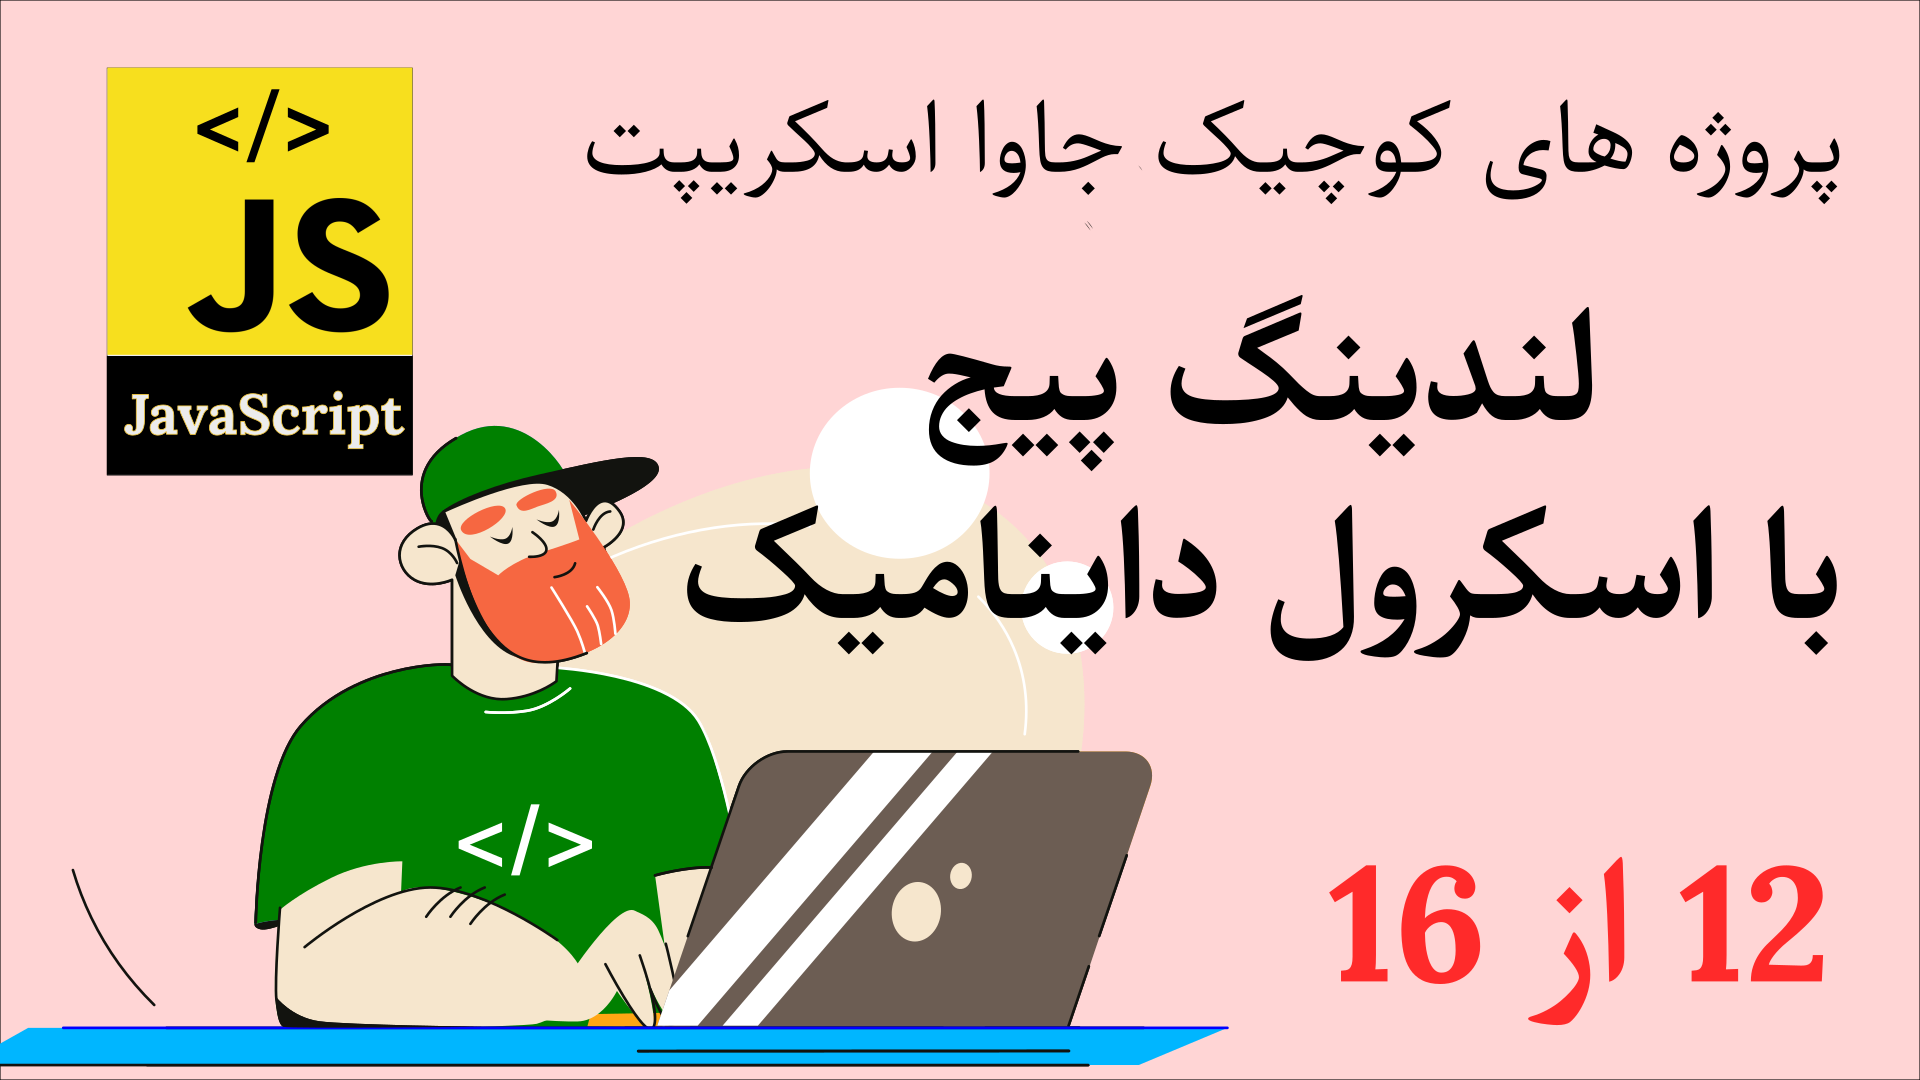 </>
JS
JavaScript
پروژه های کوچیک جاوا اسکریپت
لندینگ پیج
با اسکرول داینامیک
</>
12 از 16